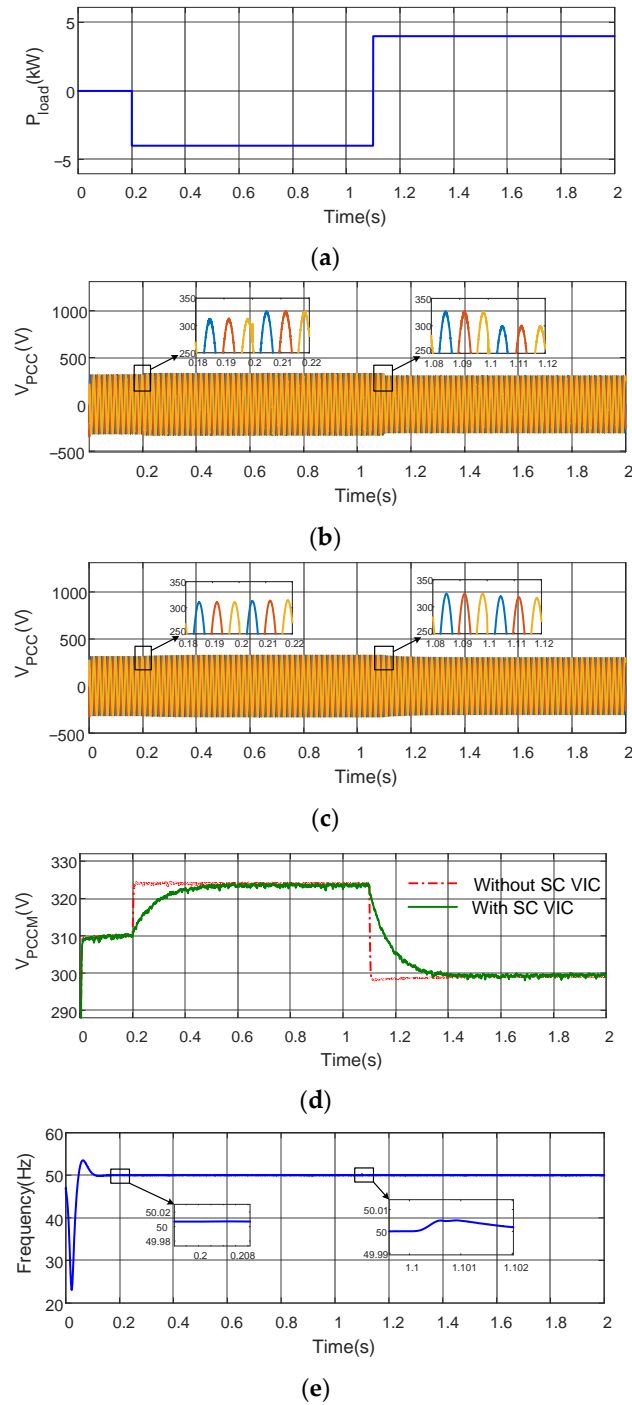 5
0
−5
P_load(kW)
0 0.2 0.4 0.6 0.8 1 1.2 1.4 1.6 1.8 2
Time(s)
(a)
1000
500
0
−500
V_PCC(V)
350
300
250
0.18 0.19 0.2 0.21 0.22
350
300
250
1.08 1.09 1.1 1.11 1.12
0 0.2 0.4 0.6 0.8 1 1.2 1.4 1.6 1.8 2
Time(s)
(b)
1000
500
0
−500
V_PCC(V)
350
300
250
0.18 0.19 0.2 0.21 0.22
350
300
250
1.08 1.09 1.1 1.11 1.12
0 0.2 0.4 0.6 0.8 1 1.2 1.4 1.6 1.8 2
Time(s)
(c)
330
320
310
300
290
V_PCCM(V)
Without SC VIC
With SC VIC
0 0.2 0.4 0.6 0.8 1 1.2 1.4 1.6 1.8 2
Time(s)
(d)
60
50
40
30
20
Frequency(Hz)
50.02
50
49.98
0.2 0.208
50.01
50
49.99
1.1 1.101 1.102
0 0.2 0.4 0.6 0.8 1 1.2 1.4 1.6 1.8 2
Time(s)
(e)